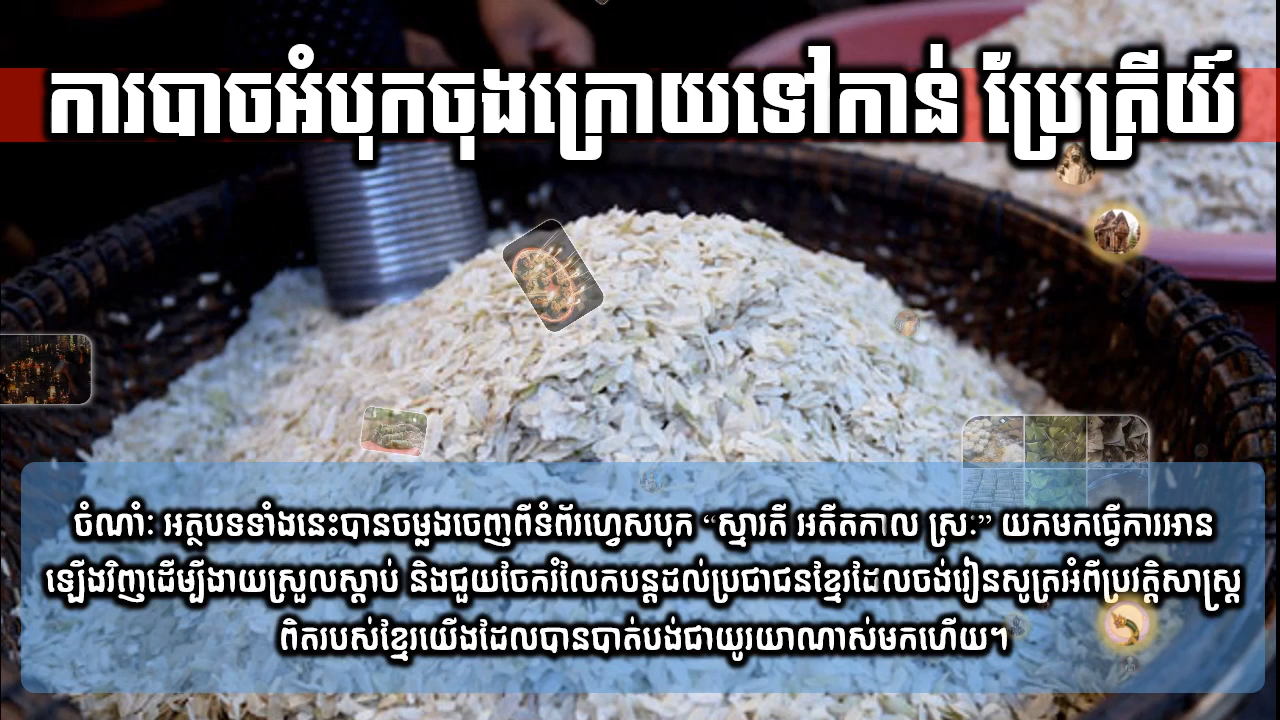 ការបាចអំបុកចុងក្រោយទៅកាន់ ប្រៃត្រីយ៍
ចំណាំៈ អត្ថបទទាំងនេះបានចម្លងចេញពីទំព័រហ្វេសបុក “ស្មារតី អតីតកាល ស្រៈ” យកមកធ្វើការអាន
ឡើងវិញដើម្បីងាយស្រួលស្តាប់ និងជួយចែករំលែកបន្តដល់ប្រជាជនខ្មែរដែលចង់រៀនសូត្រអំពីប្រវត្តិសាស្ត្រ
ពិតរបស់ខ្មែរយើងដែលបានបាត់បង់ជាយូរយាណាស់មកហើយ។